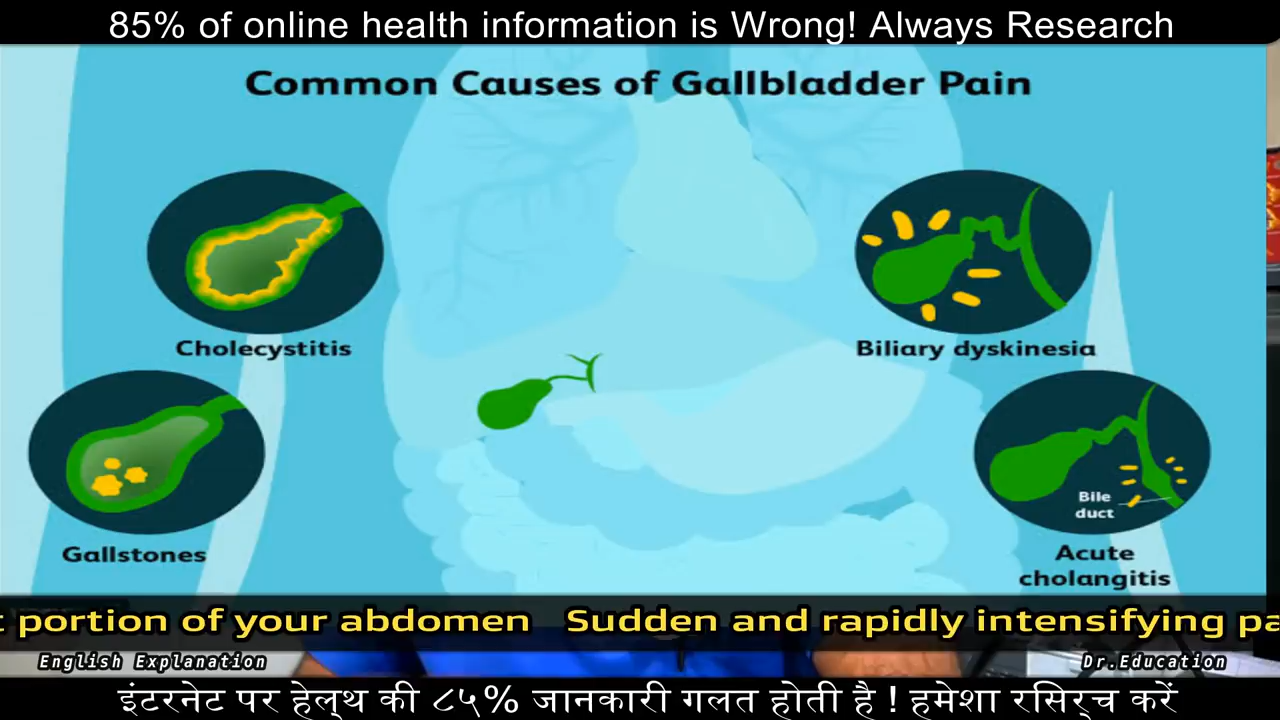 85% of online health information is Wrong! Always Research
Common Causes of Gallbladder Pain
Cholecystitis
Biliary dyskinesia
Gallstones
Bile
duct
Acute
cholangitis
portion of your abdomen Sudden and rapidly intensifying
English Explanation
Dr.Education
इंटरनेट पर हेल्थ की ८५% जानकारी गलत होती है ! हमेशा रिसर्च करें